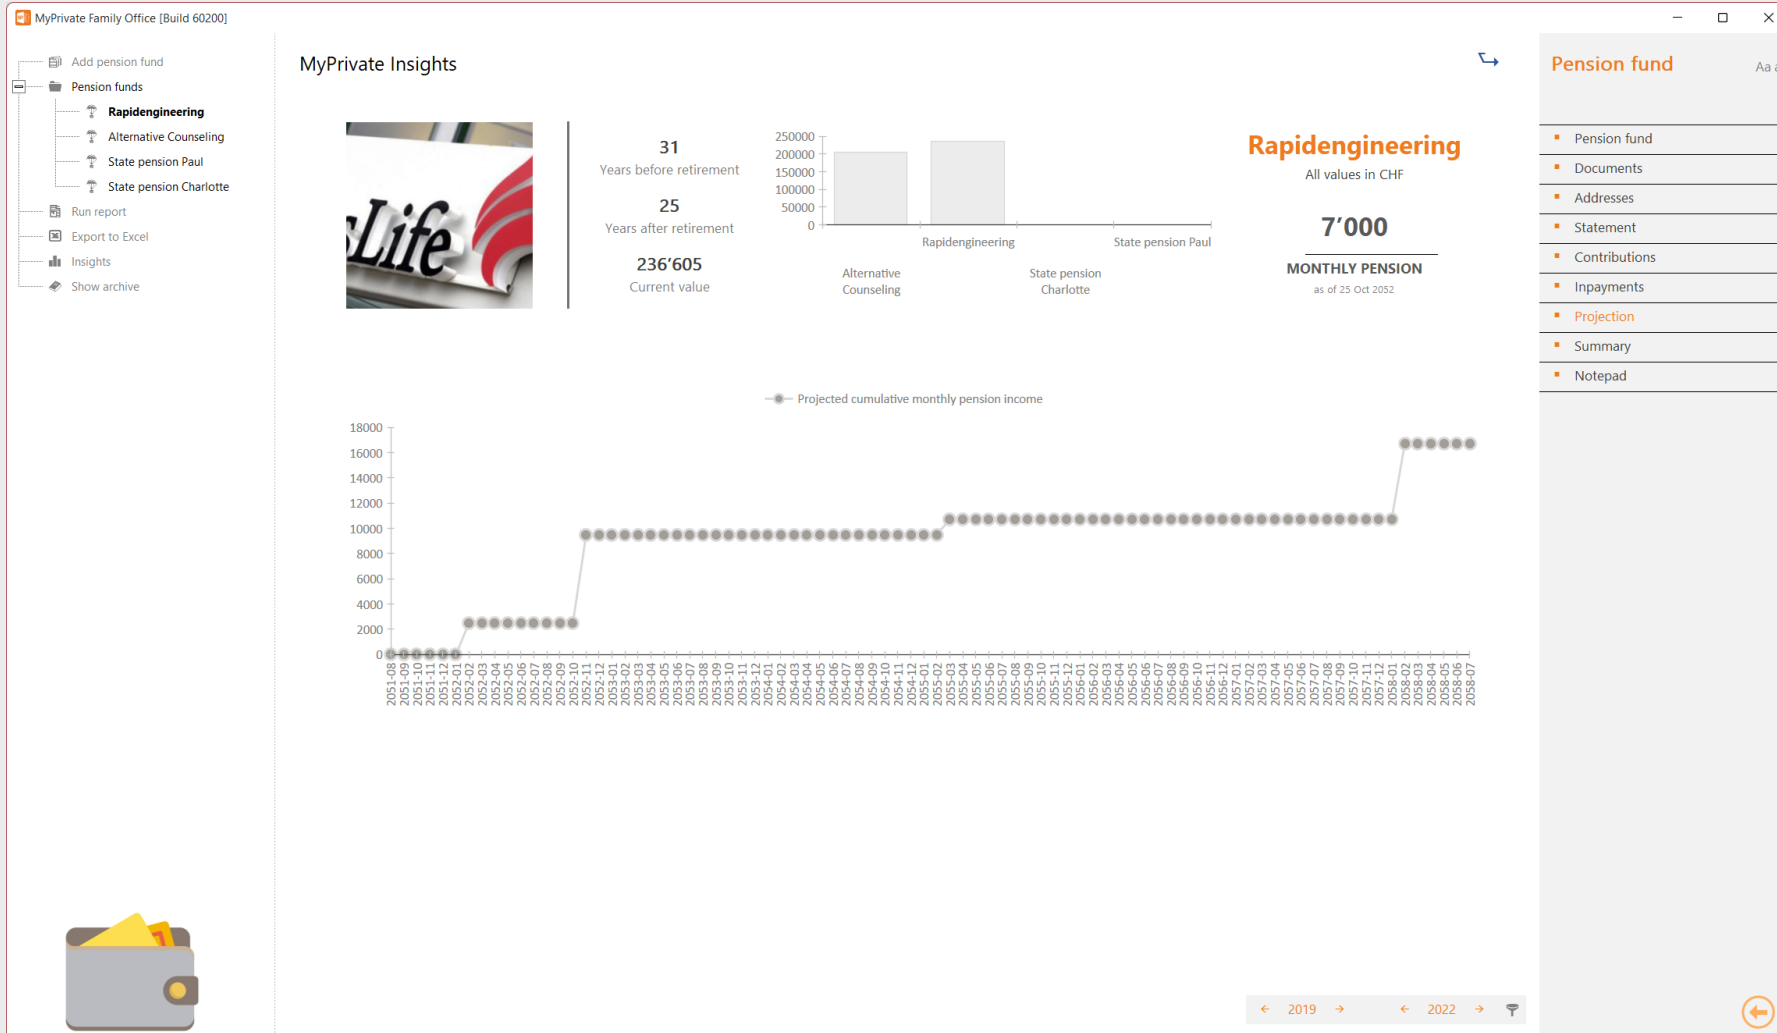 MyPrivate Family Office [Build 60200]
Add pension fund
Pension funds
Rapidengineering
Alternative Counseling
State pension Paul
State pension Charlotte
Run report
Export to Excel
Insights
Show archive
MyPrivate Insights
sLife
31
Years before retirement
25
Years after retirement
236’605
Current value
250000
200000
150000
100000
50000
0
Rapidengineering
State pension Paul
Alternative
Counseling
State pension
Charlotte
Rapidengineering
All values in CHF
7’000
MONTHLY PENSION
as of 25 Oct 2052
Projected cumulative monthly pension income
18000
16000
14000
12000
10000
8000
6000
4000
2000
0
2051-08
2051-09
2051-10
2051-11
2051-12
2052-01
2052-02
2052-03
2052-04
2052-05
2052-06
2052-07
2052-08
2052-09
2052-10
2052-11
2052-12
2053-01
2053-02
2053-03
2053-04
2053-05
2053-06
2053-07
2053-08
2053-09
2053-10
2053-11
2053-12
2054-01
2054-02
2054-03
2054-04
2054-05
2054-06
2054-07
2054-08
2054-09
2054-10
2054-11
2054-12
2055-01
2055-02
2055-03
2055-04
2055-05
2055-06
2055-07
2055-08
2055-09
2055-10
2055-11
2055-12
2056-01
2056-02
2056-03
2056-04
2056-05
2056-06
2056-07
2056-08
2056-09
2056-10
2056-11
2056-12
2057-01
2057-02
2057-03
2057-04
2057-05
2057-06
2057-07
2057-08
2057-09
2057-10
2057-11
2057-12
2058-01
2058-02
2058-03
2058-04
2058-05
2058-06
2058-07
2019
2022
Pension fund
Aa a
Pension fund
Documents
Addresses
Statement
Contributions
Inpayments
Projection
Summary
Notepad